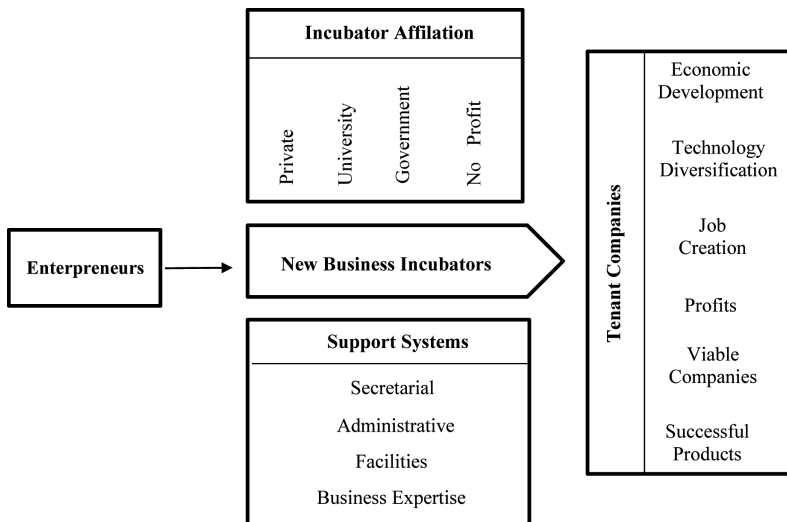 Incubator Affilation
Private
University
Government
No Profit
Enterpreneurs
New Business Incubators
Support Systems
Secretarial
Administrative
Facilities
Business Expertise
Tenant Companies
Economic
Development
Technology
Diversification
Job
Creation
Profits
Viable
Companies
Successful
Products